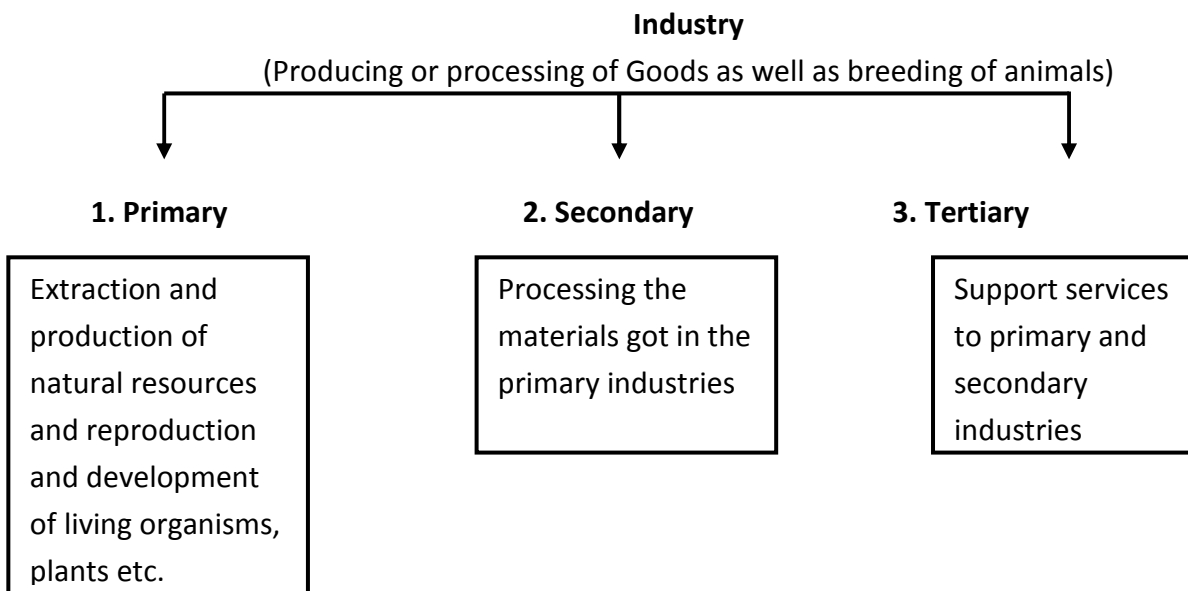 Industry
(Producing or processing of Goods as well as breeding of animals)
1. Primary
2. Secondary
3. Tertiary
Extraction and
production of
natural resources
and reproduction
and development
of living organisms,
plants etc.
Processing the
materials got in the
primary industries
Support services
to primary and
secondary
industries